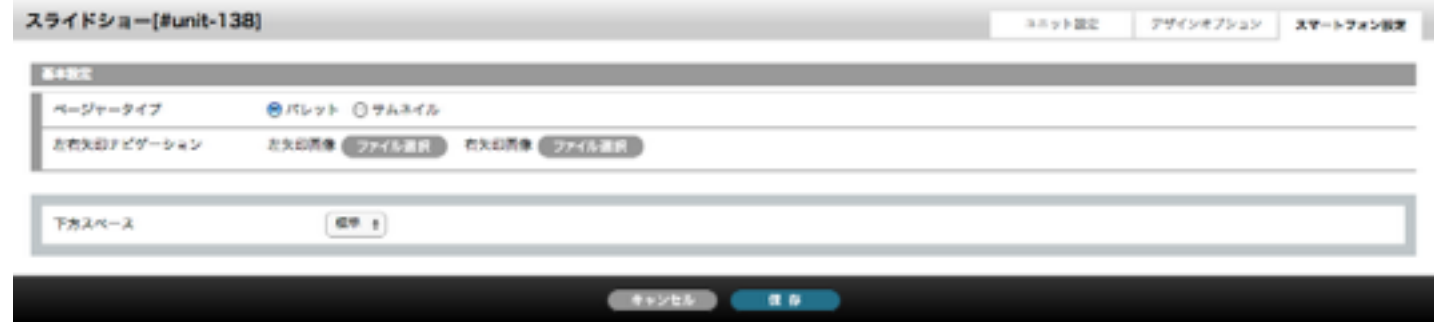 スライドショー[#unit-138]
ユニット設定 デザインオプション スマートフォン設定
基本設定
ページャータイプ バレット サムネイル
左右矢印ナビゲーション 左矢印画像 ファイル選択 右矢印画像 ファイル選択
下方スペース 標準
キャンセル 保存